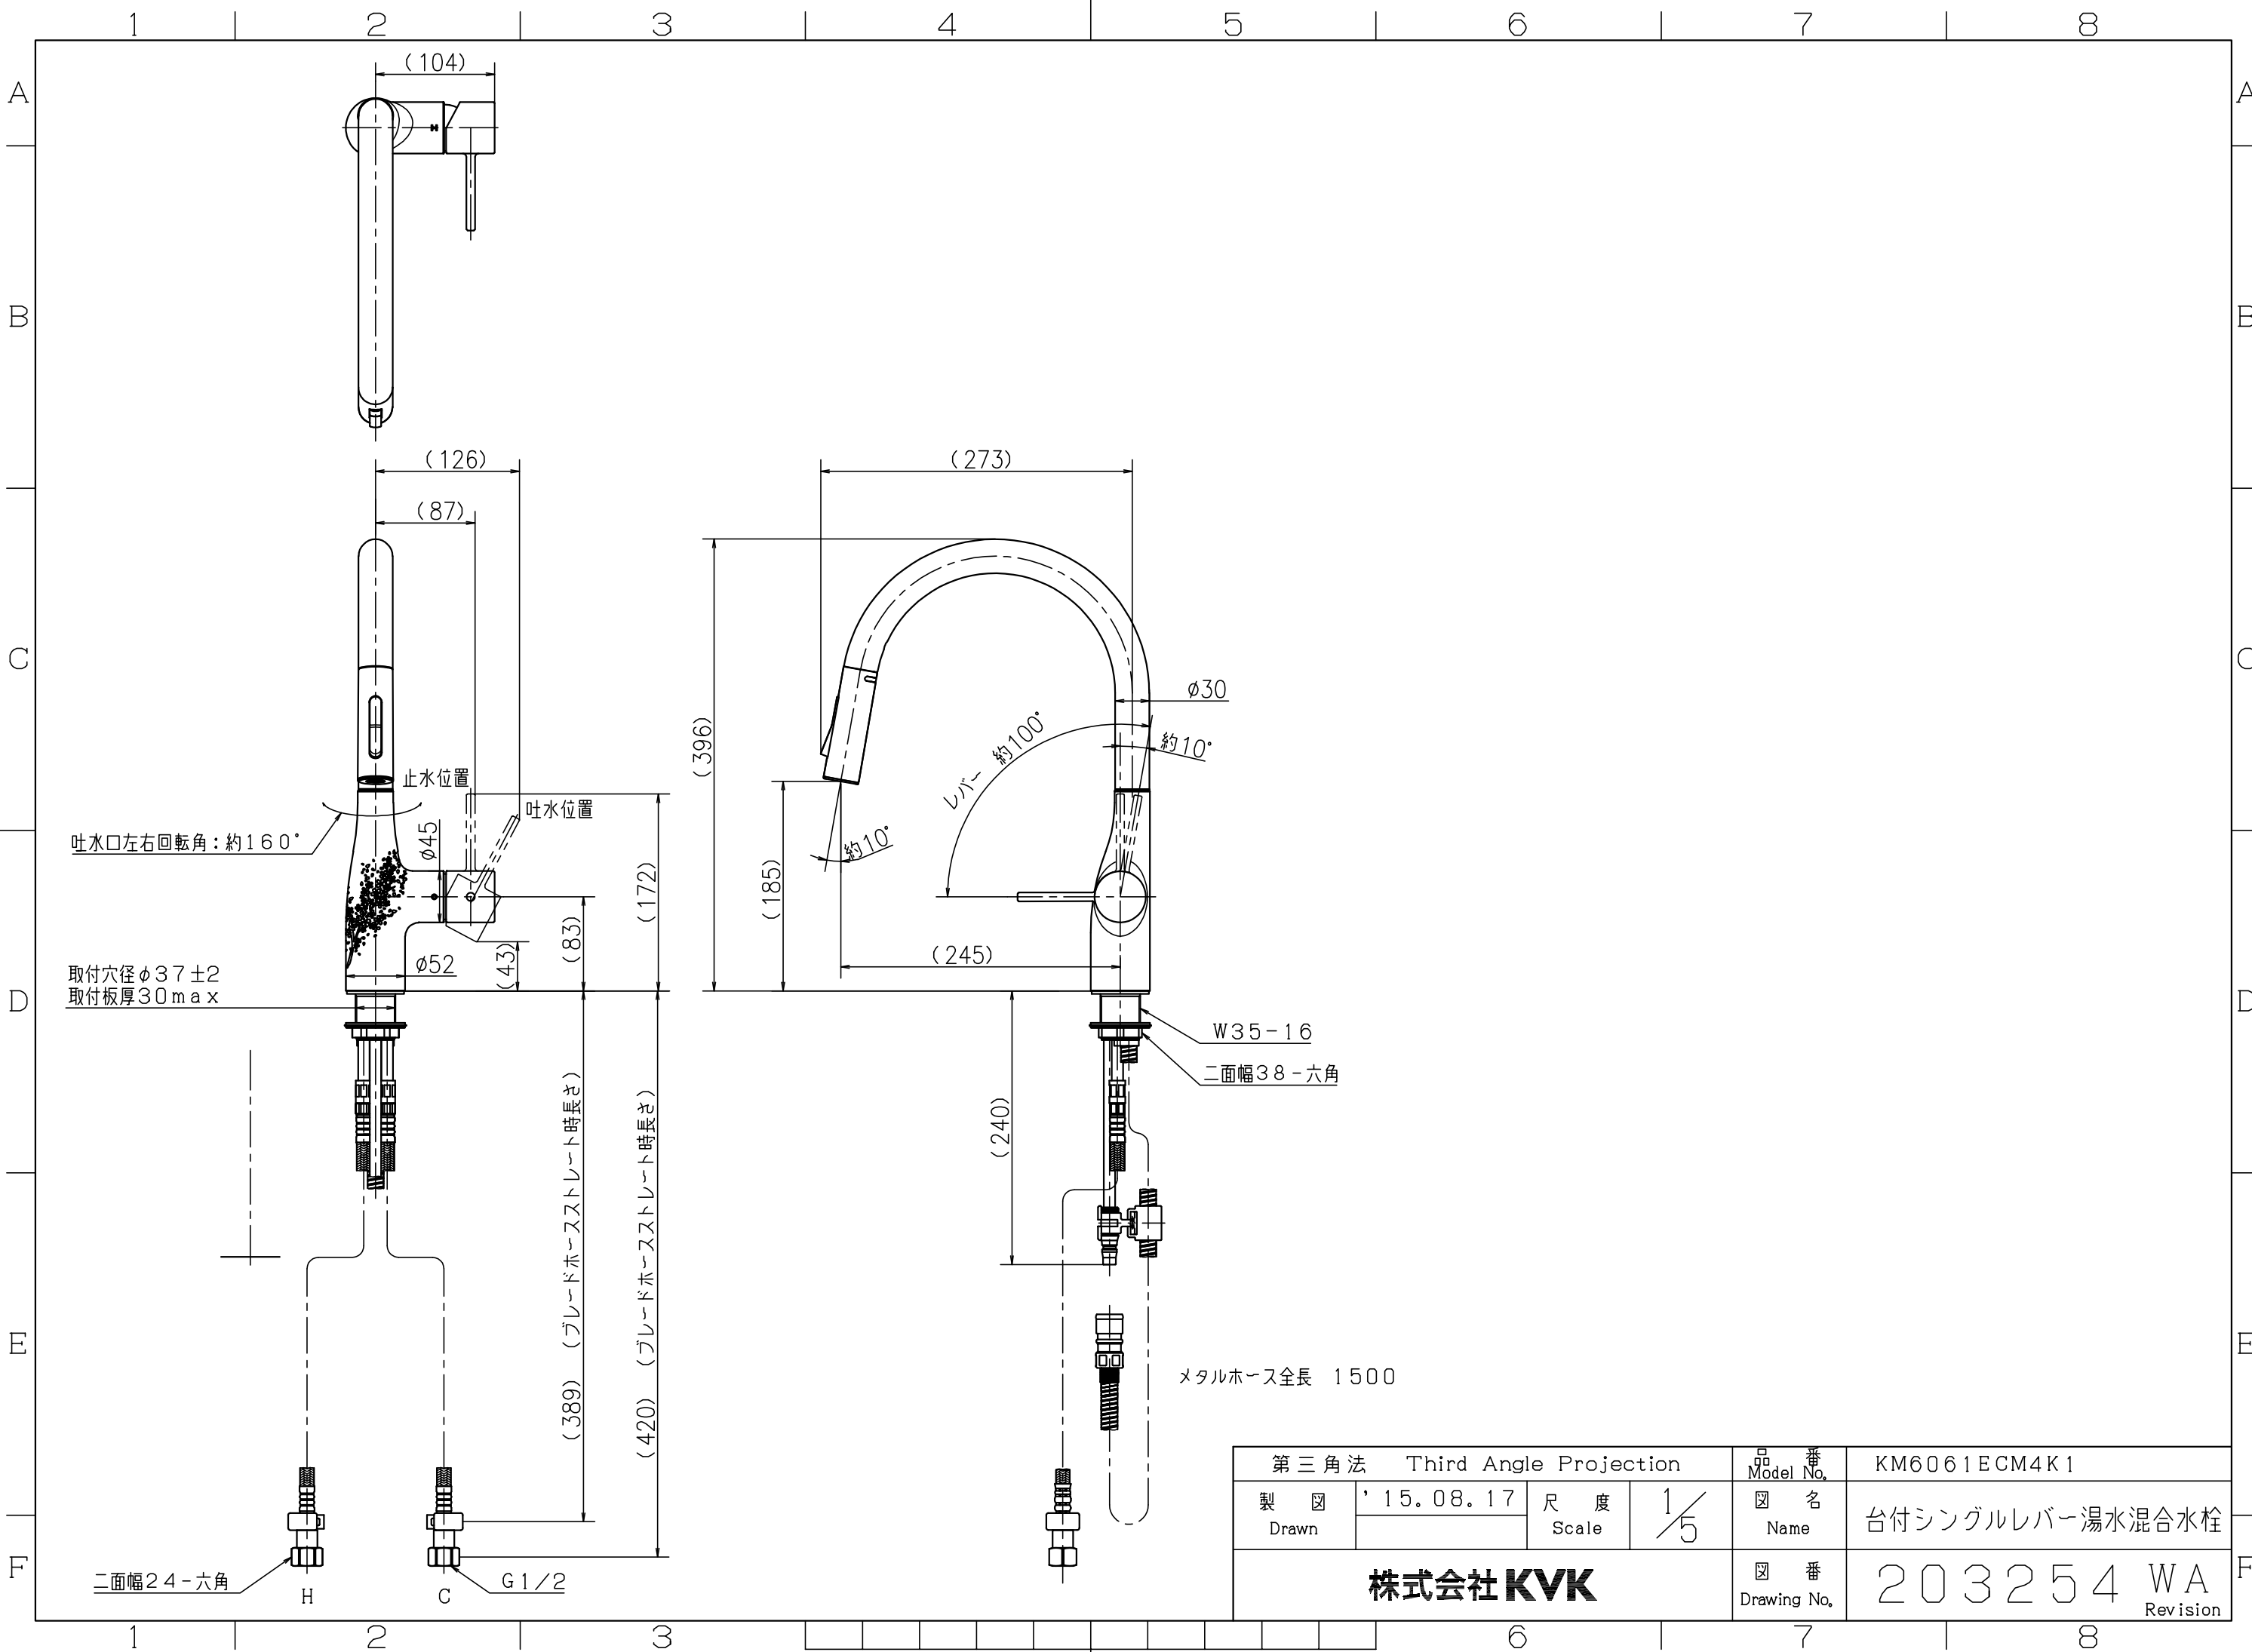 1 2 3 4 5 6 7 8
A A
B B
C C
D D
E E
F F
(104)
(126)
(87)
(273)
(396)
φ30
約10°
レバー 約100°
止水位置
吐水位置
吐水口左右回転角：約160°
φ45
(172)
(185)
約10°
(83)
(43)
(245)
φ52
取付穴径φ37±2
取付板厚30max
W35-16
二面幅38-六角
(240)
(389) (ブレードホースストレート時長さ)
(420) (ブレードホースストレート時長さ)
メタルホース全長 1500
二面幅24-六角
H
C
G1/2
第三角法 Third Angle Projection
品番 Model No. KM6061ECM4K1
製図 Drawn '15.08.17
尺度 Scale 1/5
図名 Name 台付シングルレバー湯水混合水栓
株式会社KVK
図番 Drawing No. 203254 WA Revision
1 2 3 6 7 8